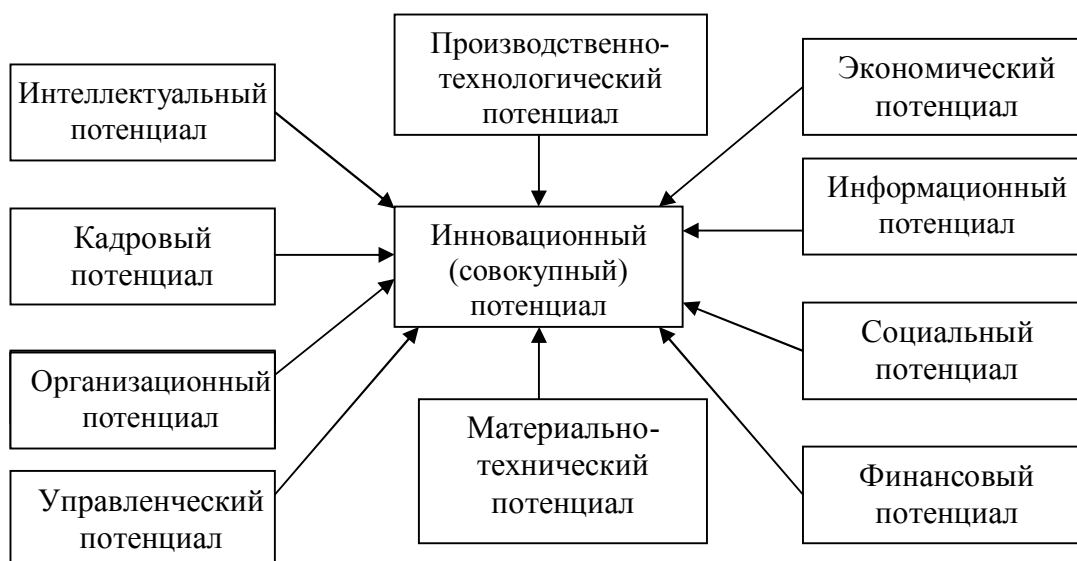 Интеллектуальный
потенциал
Кадровый
потенциал
Организационный
потенциал
Управленческий
потенциал
Производственно-
технологический
потенциал
Инновационный
(совокупный)
потенциал
Материально-
технический
потенциал
Экономический
потенциал
Информационный
потенциал
Социальный
потенциал
Финансовый
потенциал